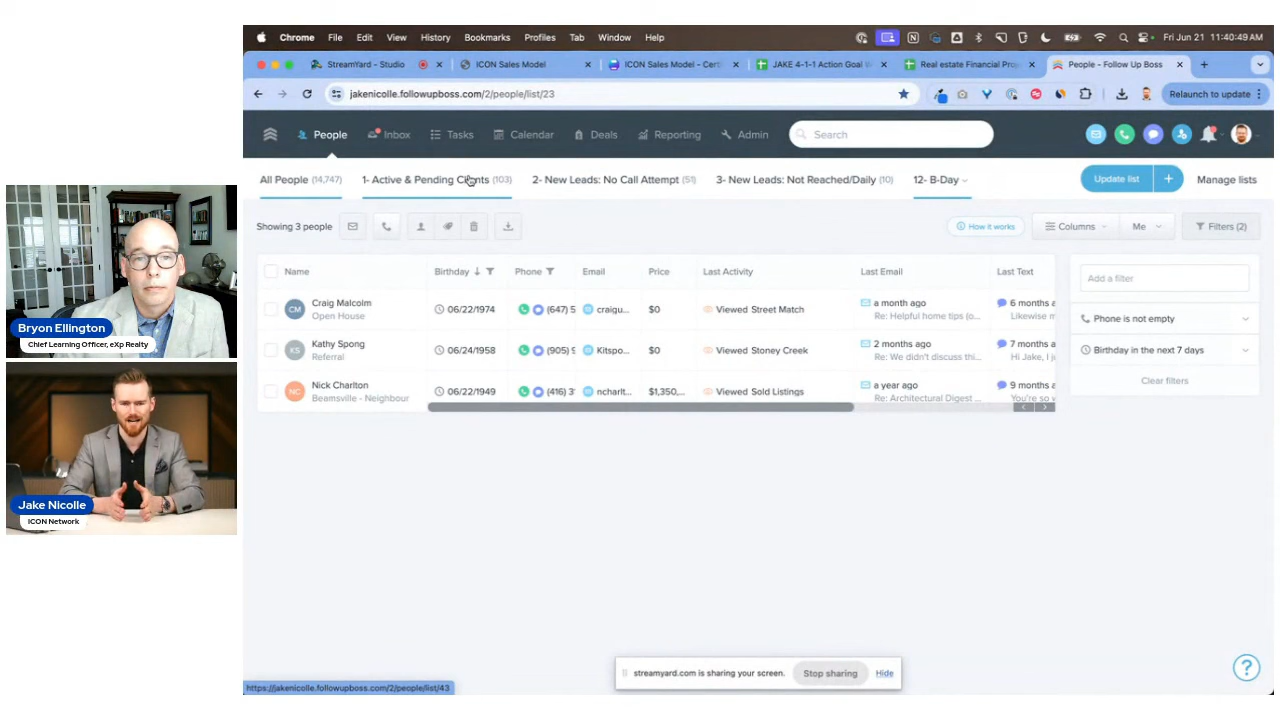 Chrome File Edit View History Bookmarks Profiles Tab Window Help Fri Jun 21 11:40:49 AM
StreamYard - Studio ICON Sales Model ICON Sales Model - Cert JAKE 4-1-1 Action Goal W Real estate Financial Pro People - Follow Up Boss
jakenicolle.followupboss.com/2/people/list/23 Relaunch to update
People Inbox Tasks Calendar Deals Reporting Admin Search
All People (14,747) 1- Active & Pending Clients (103) 2- New Leads: No Call Attempt (51) 3- New Leads: Not Reached/Daily (10) 12- B-Day Update list + Manage lists
Showing 3 people How it works Columns Me Filters (2)
Name Birthday Phone Email Price Last Activity Last Email Last Text
Add a filter
Craig Malcolm 06/22/1974 (647) 5 craigu... $0 Viewed Street Match a month ago 6 months a
Open House Re: Helpful home tips (o... Likewise n
Phone is not empty
Kathy Spong 06/24/1958 (905) 9 Kitspo... $0 Viewed Stoney Creek 2 months ago 7 months a
Referral Re: We didn't discuss thi... Hi Jake, I j
Birthday in the next 7 days
Clear filters
Nick Charlton 06/22/1949 (416) 3 ncharlt... $1,350,... Viewed Sold Listings a year ago 9 months a
Beamsville - Neighbour Re: Architectural Digest ... You're so v
Bryon Ellington
Chief Learning Officer, eXp Realty
Jake Nicolle
ICON Network
streamyard.com is sharing your screen. Stop sharing Hide
?
https://jakenicolle.followupboss.com/2/people/list/43